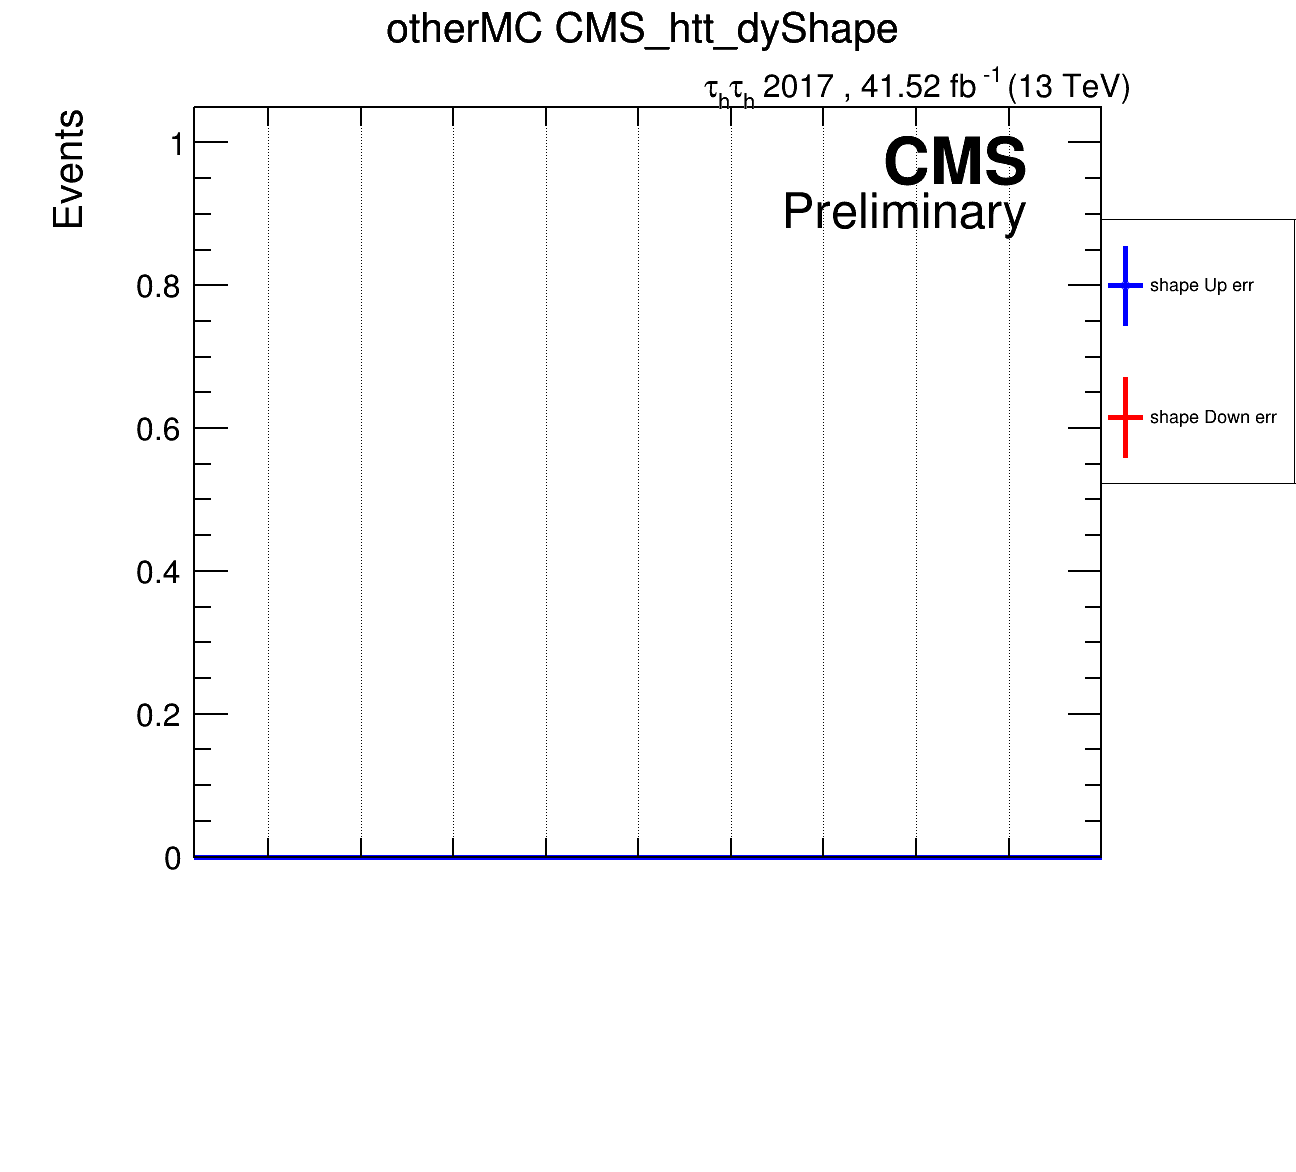 otherMC CMS_htt_dyShape
τhτh 2017 , 41.52 fb -1 (13 TeV)
Events
CMS
Preliminary
1
0.8
0.6
0.4
0.2
0
shape Up err
shape Down err